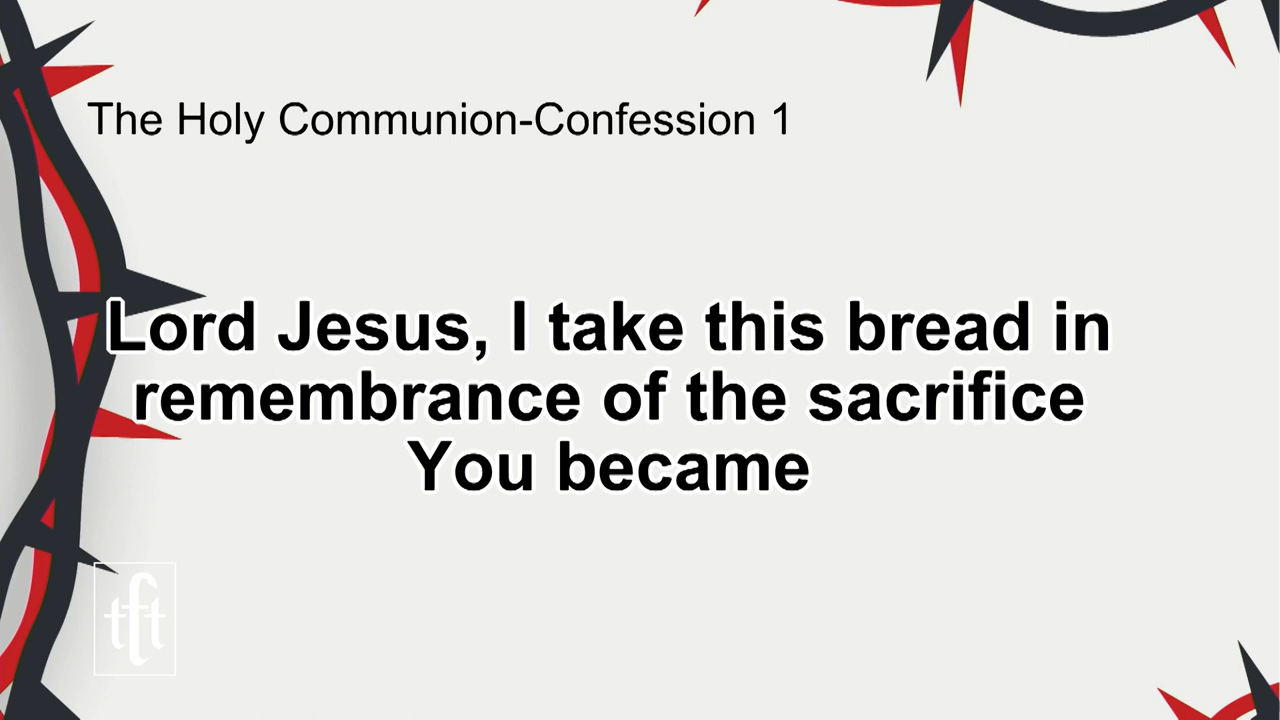 The Holy Communion-Confession 1
Lord Jesus, I take this bread in
remembrance of the sacrifice
You became
tft